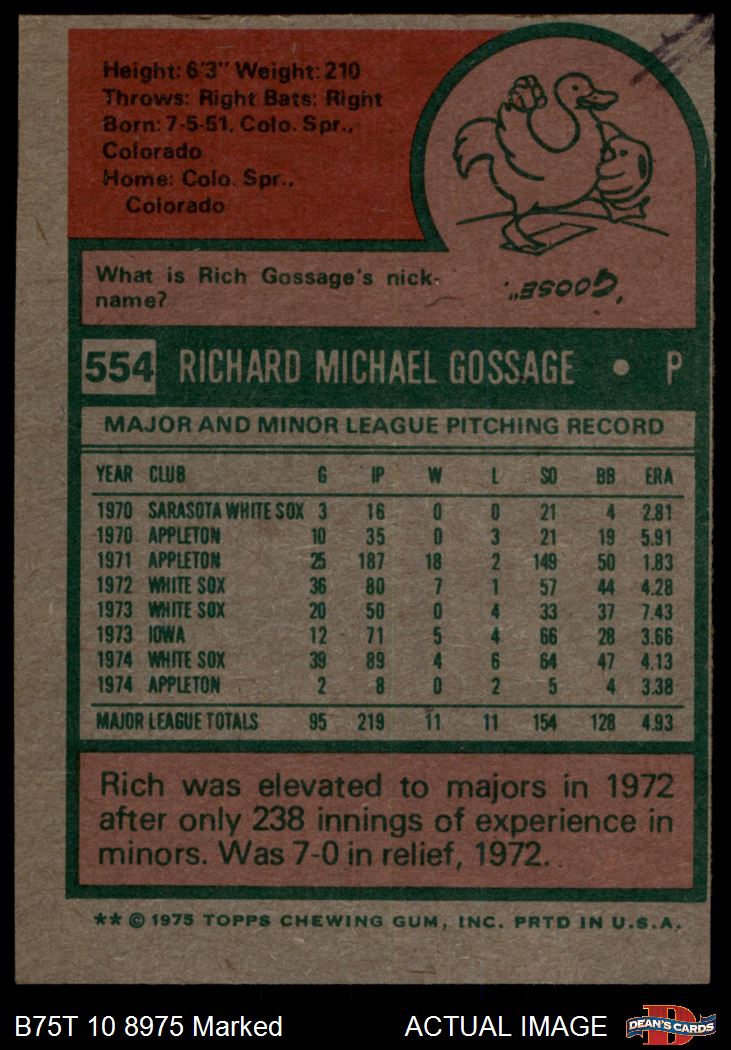 Height: 6'3" Weight: 210
Throws: Right Bats: Right
Born: 7-5-51, Colo. Spr.,
Colorado
Home: Colo. Spr.,
Colorado
What is Rich Gossage's nick-
name?
"GOOSE".
554 RICHARD MICHAEL GOSSAGE • P
MAJOR AND MINOR LEAGUE PITCHING RECORD
YEAR CLUB G IP W L SO BB ERA
1970 SARASOTA WHITE SOX 3 16 0 0 21 4 2.81
1970 APPLETON 10 35 0 3 21 19 5.91
1971 APPLETON 25 187 18 2 149 50 1.83
1972 WHITE SOX 36 80 7 1 57 44 4.28
1973 WHITE SOX 20 50 0 4 33 37 7.43
1973 IOWA 12 71 5 4 66 28 3.66
1974 WHITE SOX 39 89 4 6 64 47 4.13
1974 APPLETON 2 8 0 2 5 4 3.38
MAJOR LEAGUE TOTALS 95 219 11 11 154 128 4.93
Rich was elevated to majors in 1972
after only 238 innings of experience in
minors. Was 7-0 in relief, 1972.
** © 1975 TOPPS CHEWING GUM, INC. PRTD IN U.S.A.
B75T 10 8975 Marked ACTUAL IMAGE
DEAN'S CARDS